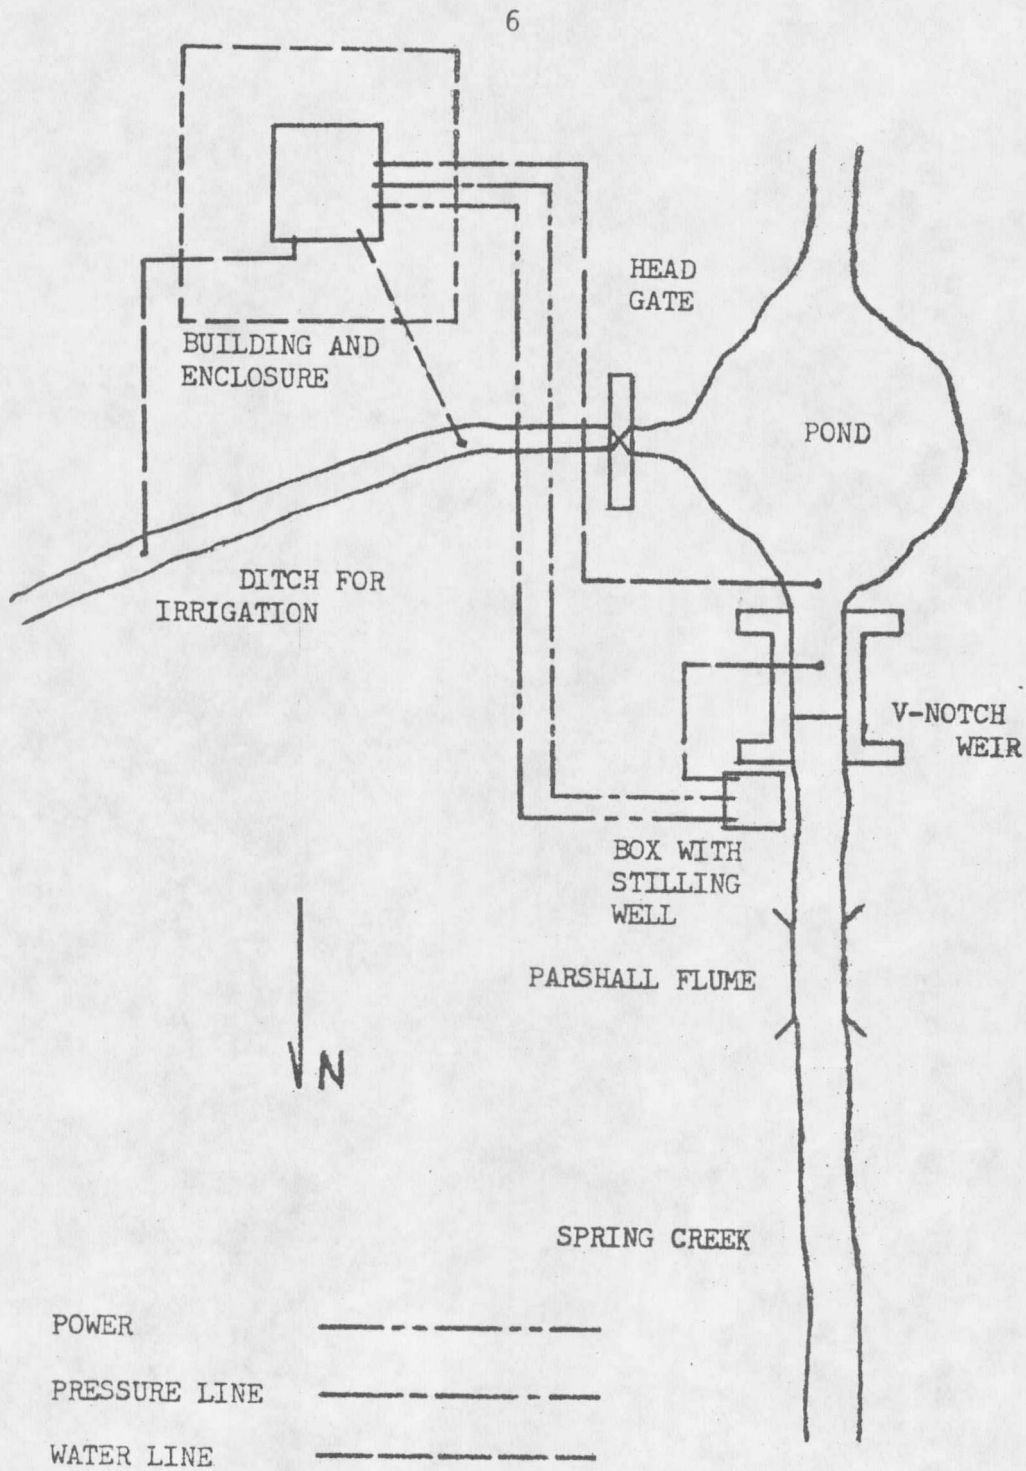 6
HEAD
GATE
BUILDING AND
ENCLOSURE
POND
DITCH FOR
IRRIGATION
V-NOTCH
WEIR
BOX WITH
STILLING
WELL
PARSHALL FLUME
N
SPRING CREEK
POWER
PRESSURE LINE
WATER LINE